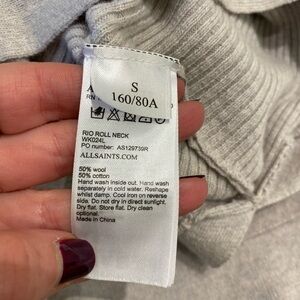 S
160/80A
RN
RIO ROLL NECK
WK024L
PO number: AS129739R
ALLSAINTS.COM
50% wool
50% cotton
Hand wash inside out. Hand wash
separately in cold water. Reshape
whilst damp. Cool iron on reverse
side. Do not dry in direct sunlight.
Dry flat. Store flat. Dry clean
optional.
Made in China